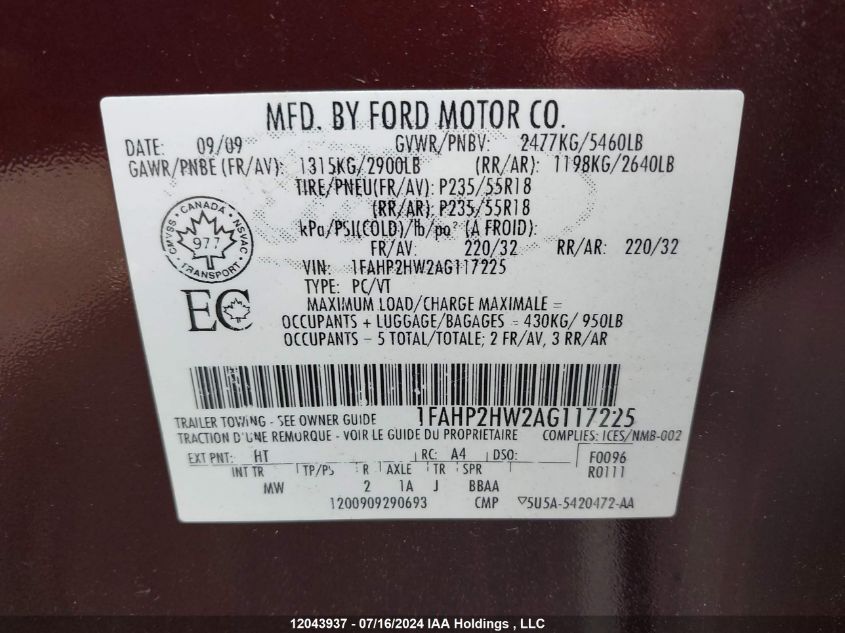 MFD. BY FORD MOTOR CO.
DATE: 09/09 GVWR/PNBV: 2477KG/5460LB
GAWR/PNBE (FR/AV): 1315KG/2900LB (RR/AR): 1198KG/2640LB
TIRE/PNEU(FR/AV): P235/55R18
(RR/AR): P235/55R18
kPa/PSI(COLD)/lb/po² (A FROID):
FR/AV: 220/32 RR/AR: 220/32
VIN: 1FAHP2HW2AG117225
TYPE: PC/VT
MAXIMUM LOAD/CHARGE MAXIMALE =
OCCUPANTS + LUGGAGE/BAGAGES = 430KG/ 950LB
OCCUPANTS - 5 TOTAL/TOTALE; 2 FR/AV, 3 RR/AR
CANADA
CMVSS NSVAC
977
TRANSPORT
EC
1FAHP2HW2AG117225
TRAILER TOWING - SEE OWNER GUIDE
TRACTION D'UNE REMORQUE - VOIR LE GUIDE DU PROPRIETAIRE COMPLIES: ICES/NMB-002
EXT PNT: HT RC: A4 DSO: F0096
INT TR TP/PS R AXLE TR SPR R0111
MW 2 1A J BBAA
1200909290693 CMP 5U5A-5420472-AA
12043937 - 07/16/2024 IAA Holdings , LLC